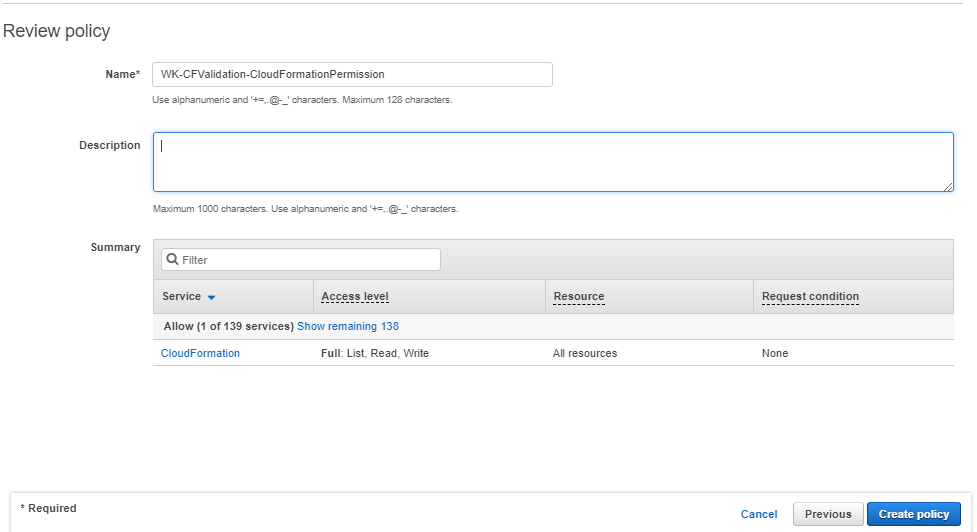 Review policy
Name*
WK-CFValidation-CloudFormationPermission
Use alphanumeric and '+=,.@-_' characters. Maximum 128 characters.
Description
Maximum 1000 characters. Use alphanumeric and '+=,.@-_' characters.
Summary
Filter
Service Access level Resource Request condition
Allow (1 of 139 services) Show remaining 138
CloudFormation Full: List, Read, Write All resources None
* Required
Cancel Previous Create policy